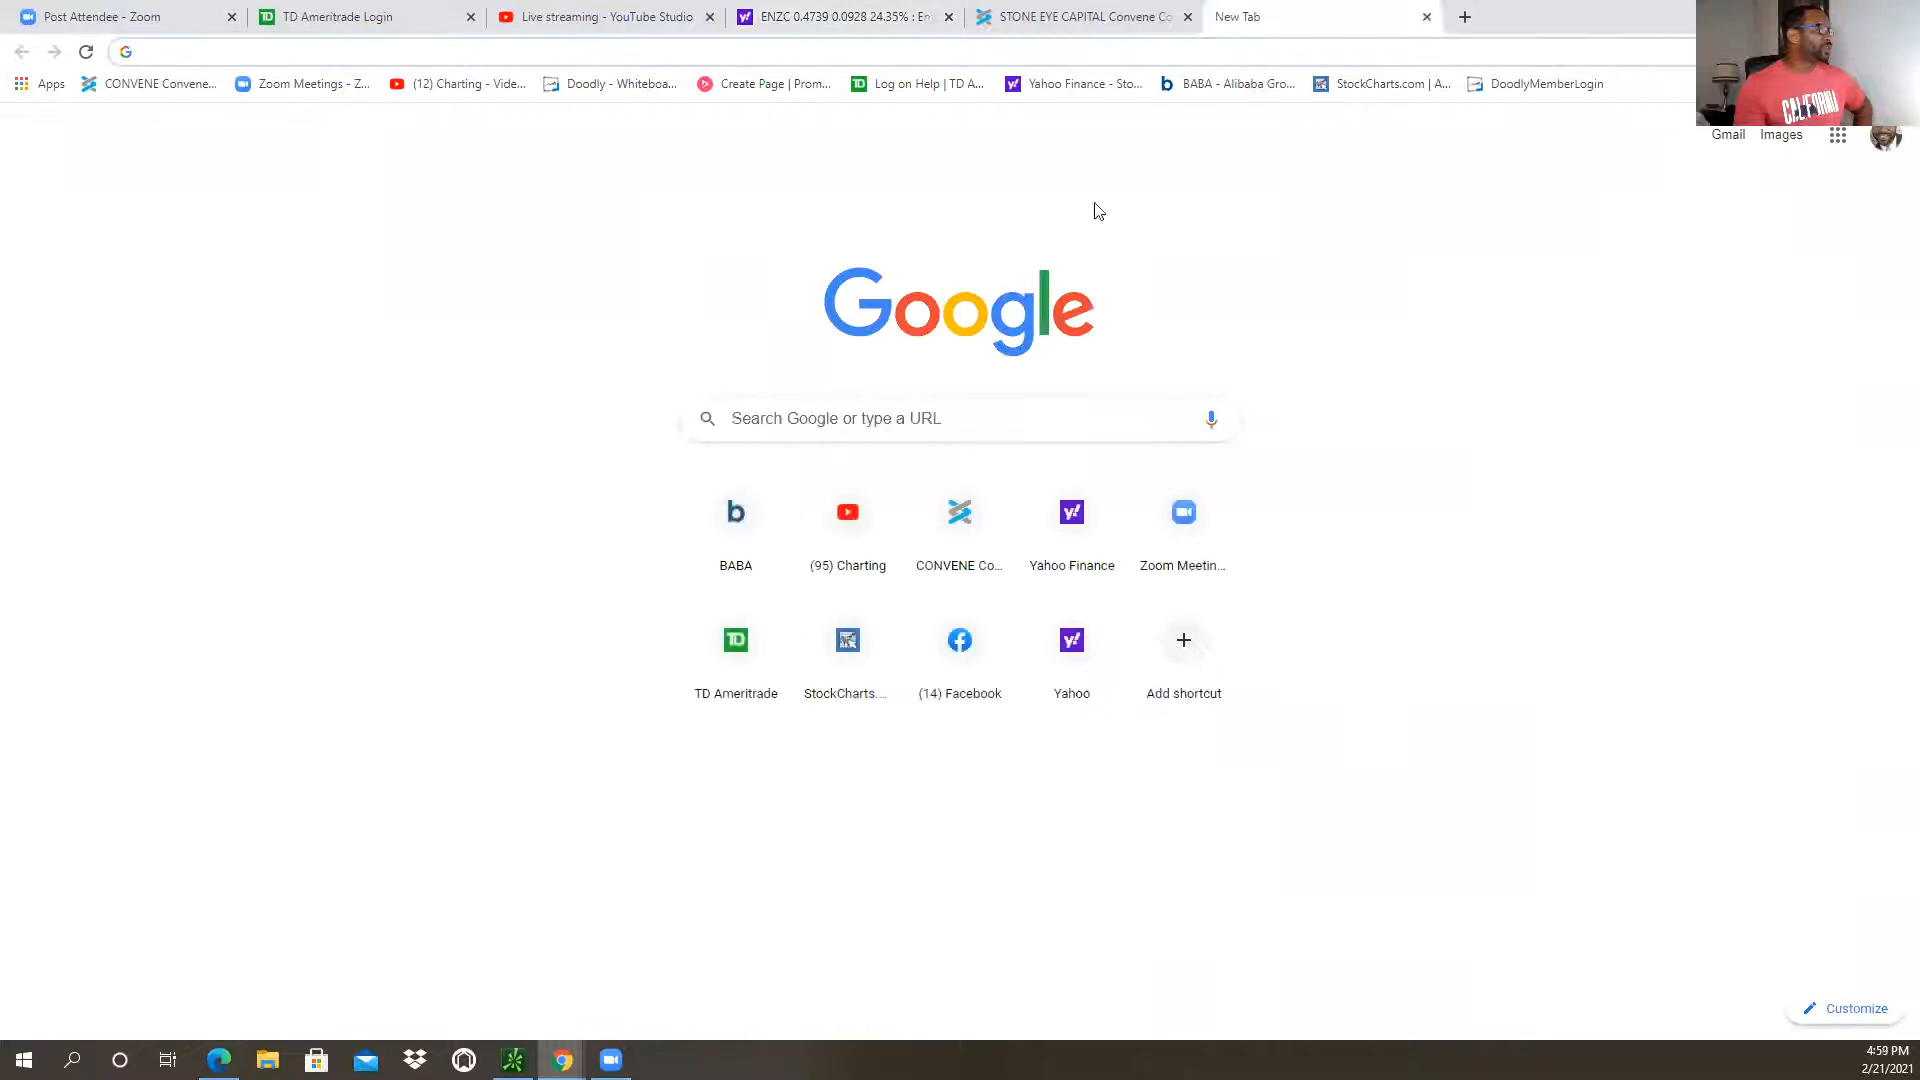 Post Attendee - Zoom
TD Ameritrade Login
Live streaming - YouTube Studio
ENZC 0.4739 0.0928 24.35% : En
STONE EYE CAPITAL Convene Co
New Tab
Apps
CONVENE Convene...
Zoom Meetings - Z...
(12) Charting - Vide...
Doodly - Whiteboa...
Create Page | Prom...
Log on Help | TD A...
Yahoo Finance - Sto...
BABA - Alibaba Gro...
StockCharts.com | A...
DoodlyMemberLogin
CALIFORNIA
Gmail
Images
Google
Search Google or type a URL
BABA
(95) Charting
CONVENE Co...
Yahoo Finance
Zoom Meetin...
TD Ameritrade
StockCharts....
(14) Facebook
Yahoo
Add shortcut
Customize
4:59 PM
2/21/2021